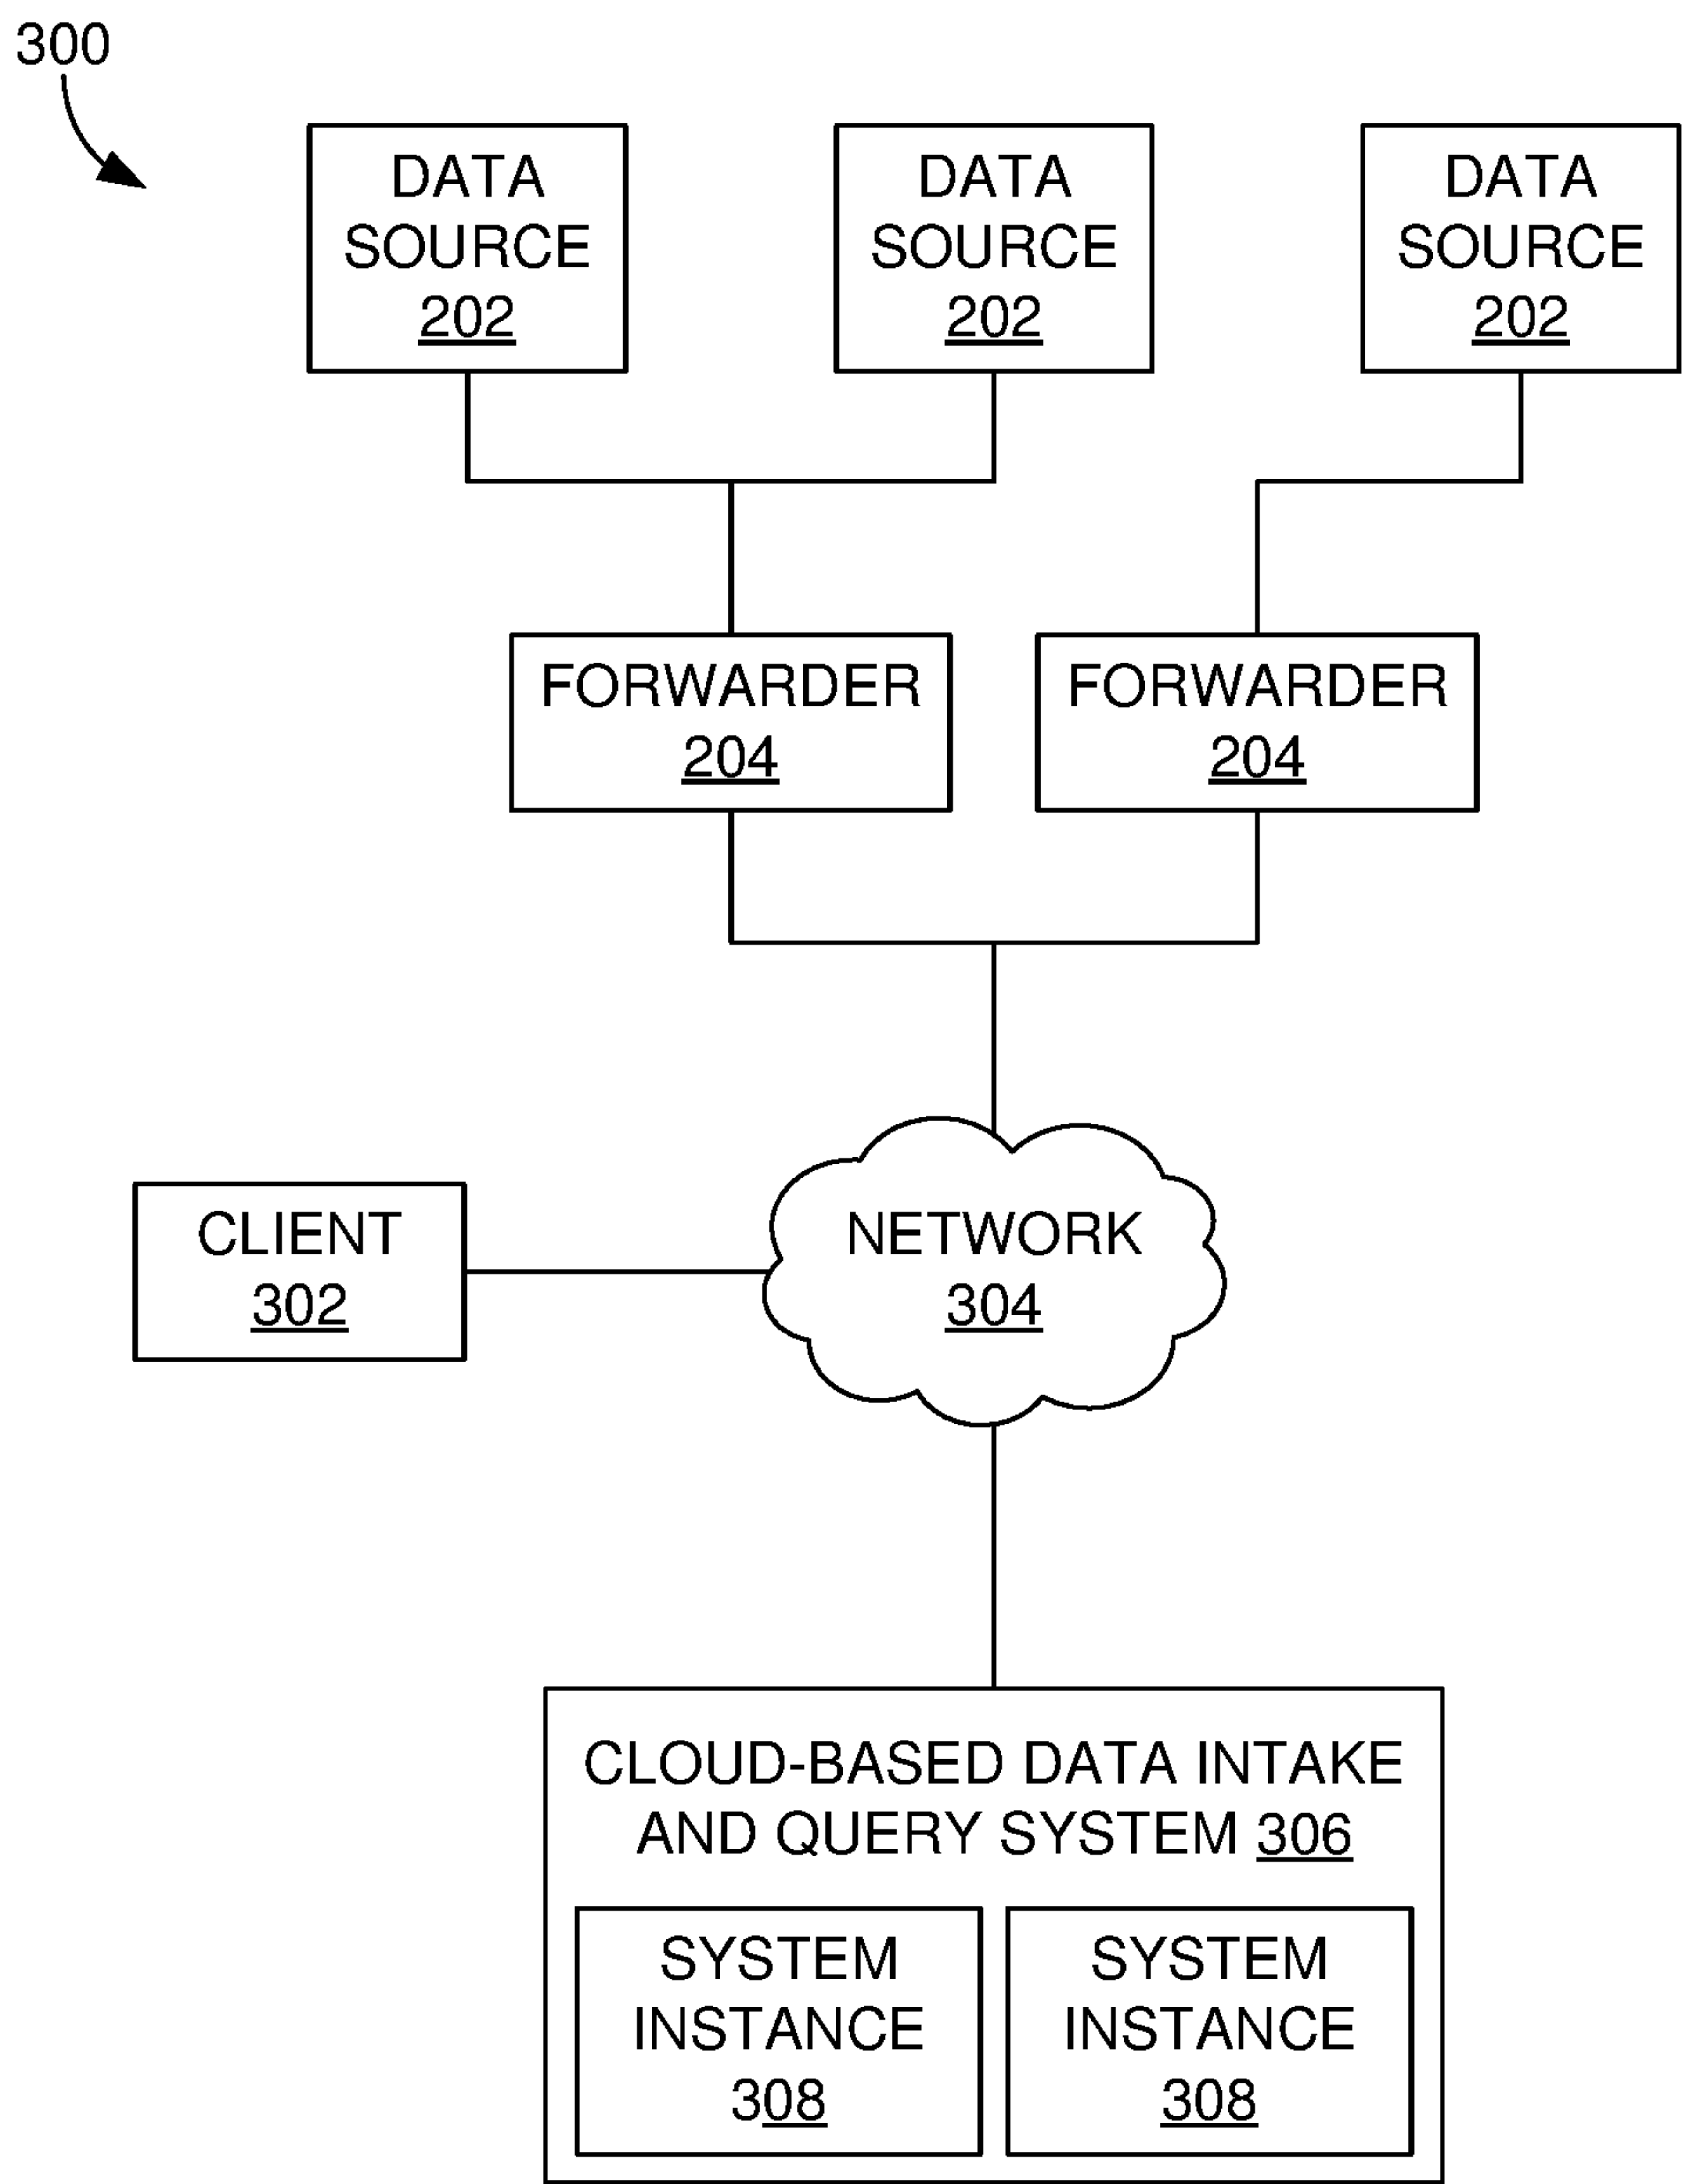 300
DATA
SOURCE
202
DATA
SOURCE
202
DATA
SOURCE
202
FORWARDER
204
FORWARDER
204
CLIENT
302
NETWORK
304
CLOUD-BASED DATA INTAKE
AND QUERY SYSTEM 306
SYSTEM
INSTANCE
308
SYSTEM
INSTANCE
308